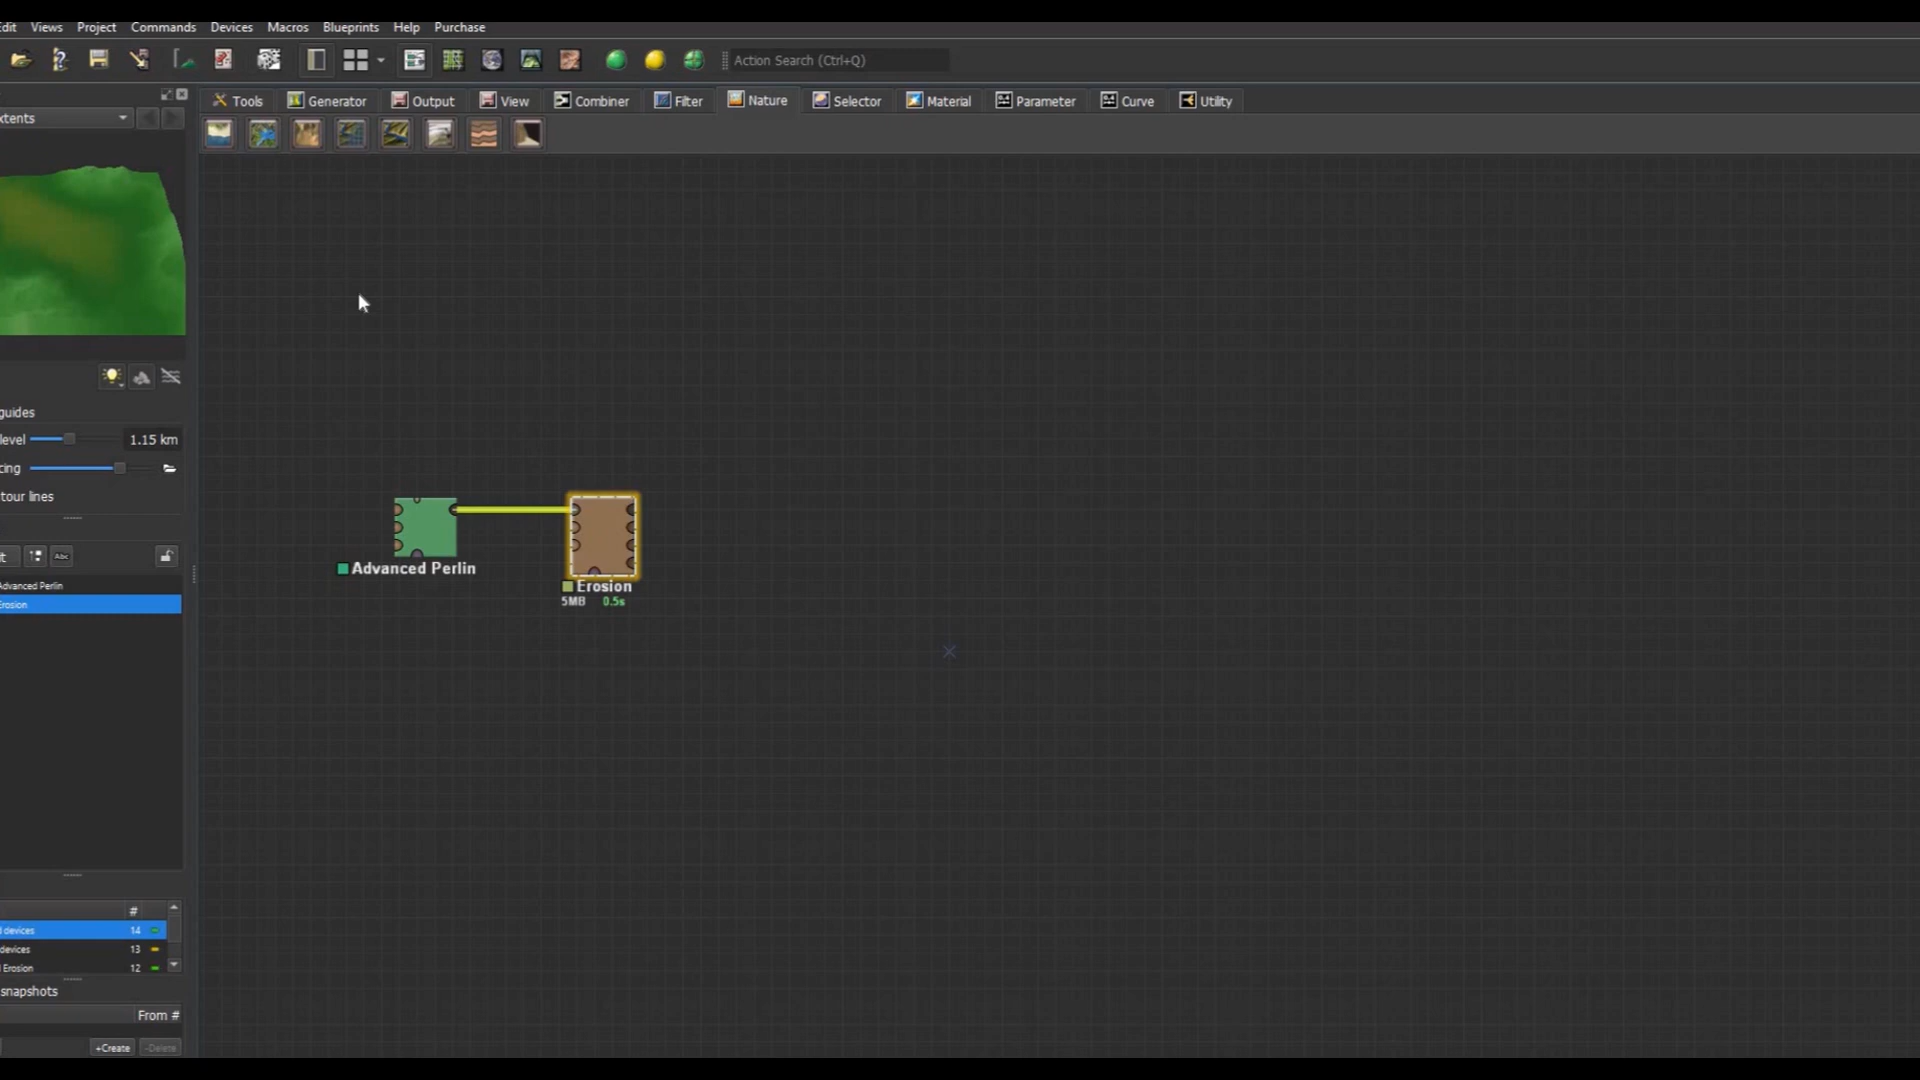 dit Views Project Commands Devices Macros Blueprints Help Purchase
Action Search (Ctrl+Q)
Tools Generator Output View Combiner Filter Nature Selector Material Parameter Curve Utility
xtents
guides
level 1.15 km
cing
tour lines
t Abc
Advanced Perlin
Erosion
Advanced Perlin
Erosion
5MB 0.5s
#
d devices 14
devices 13
Erosion 12
snapshots
From #
+Create -Delete